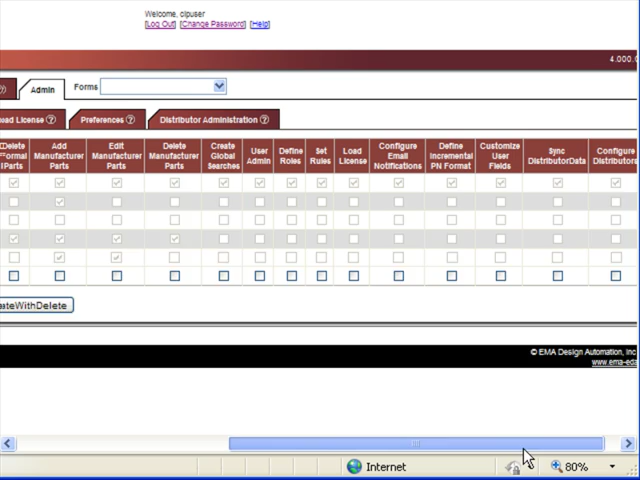 Welcome, cipuser
[Log Out] [Change Password] [Help]
4.000.0
Admin
Forms
oad License
Preferences
Distributor Administration
Delete Formal Parts
Add Manufacturer Parts
Edit Manufacturer Parts
Delete Manufacturer Parts
Create Global Searches
User Admin
Define Roles
Set Rules
Load License
Configure Email Notifications
Define Incremental PN Format
Customize User Fields
Sync DistributorData
Configure Distributors
ateWithDelete
© EMA Design Automation, Inc
www.ema-eda
Internet
80%